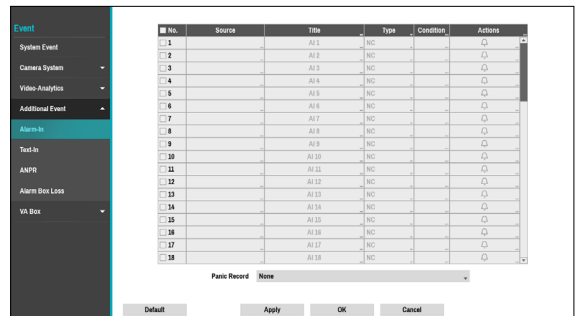 Event
System Event
Camera System
Video-Analytics
Additional Event
Alarm-In
Text-In
ANPR
Alarm Box Loss
VA Box
No. Source Title Type Condition Actions
1 AI 1 NC
2 AI 2 NC
3 AI 3 NC
4 AI 4 NC
5 AI 5 NC
6 AI 6 NC
7 AI 7 NC
8 AI 8 NC
9 AI 9 NC
10 AI 10 NC
11 AI 11 NC
12 AI 12 NC
13 AI 13 NC
14 AI 14 NC
15 AI 15 NC
16 AI 16 NC
17 AI 17 NC
18 AI 18 NC
Panic Record None
Default Apply OK Cancel